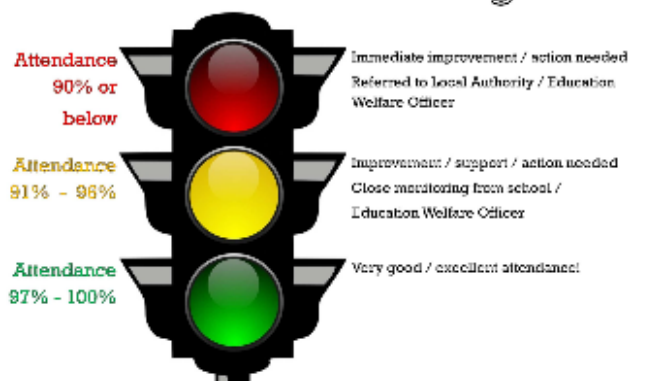 Attendance
90% or
below
Immediate improvement / action needed
Referred to Local Authority / Education
Welfare Officer
Attendance
91% - 96%
Improvement / support / action needed
Close monitoring from school /
Education Welfare Officer
Attendance
97% - 100%
Very good / excellent attendance!